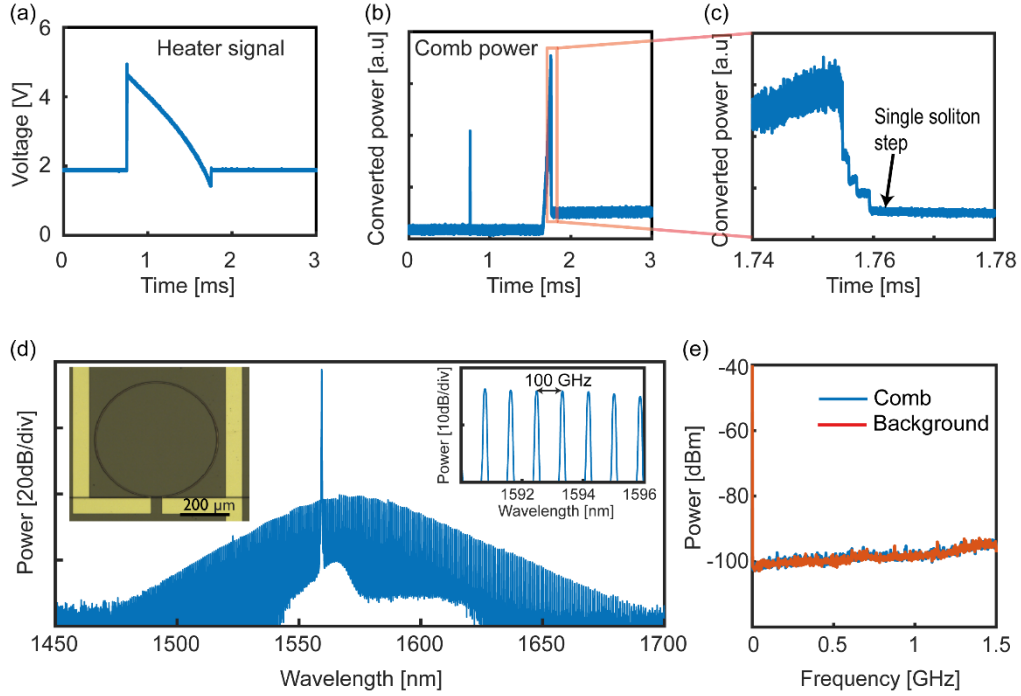 (a)
Heater signal
Voltage [V]
6
4
2
0
0 1 2 3
Time [ms]
(b)
Comb power
Converted power [a.u]
0 1 2 3
Time [ms]
(c)
Single soliton
step
Converted power [a.u]
1.74 1.76 1.78
Time [ms]
(d)
Power [20dB/div]
200 µm
Power [10dB/div]
100 GHz
1592 1594 1596
Wavelength [nm]
1450 1500 1550 1600 1650 1700
Wavelength [nm]
(e)
Power [dBm]
-40
-60
-80
-100
Comb
Background
0 0.5 1 1.5
Frequency [GHz]